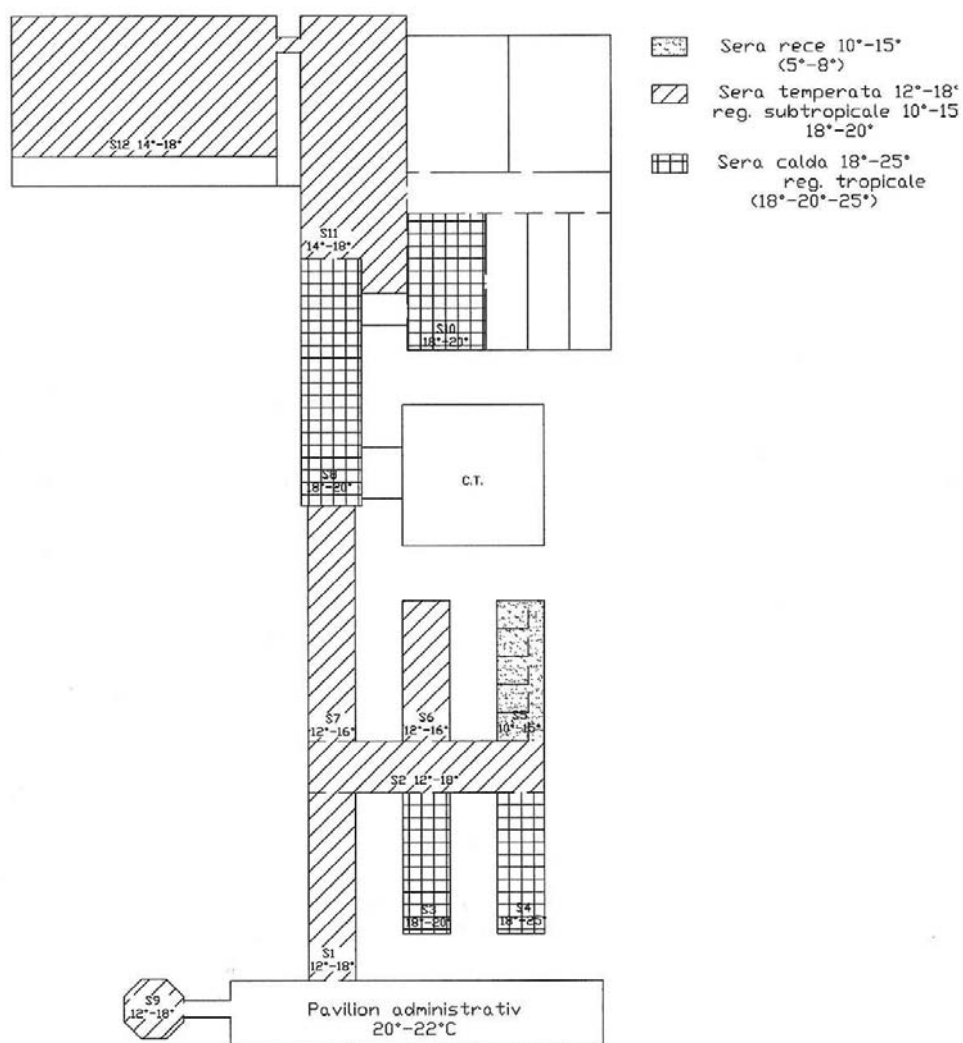 Sera rece 10°-15°
(5°-8°)
Sera temperata 12°-18°
reg. subtropicale 10°-15
18°-20°
Sera calda 18°-25°
reg. tropicale
(18°-20°-25°)
S12 14°-18°
S11
14°-18°
S10
18°-20°
S8
18°-20°
C.T.
S7
12°-16°
S6
12°-16°
S5
10°-15°
S2 12°-18°
S3
18°-20°
S4
18°-25°
S1
12°-18°
S9
12°-18°
Pavilion administrativ
20°-22°C